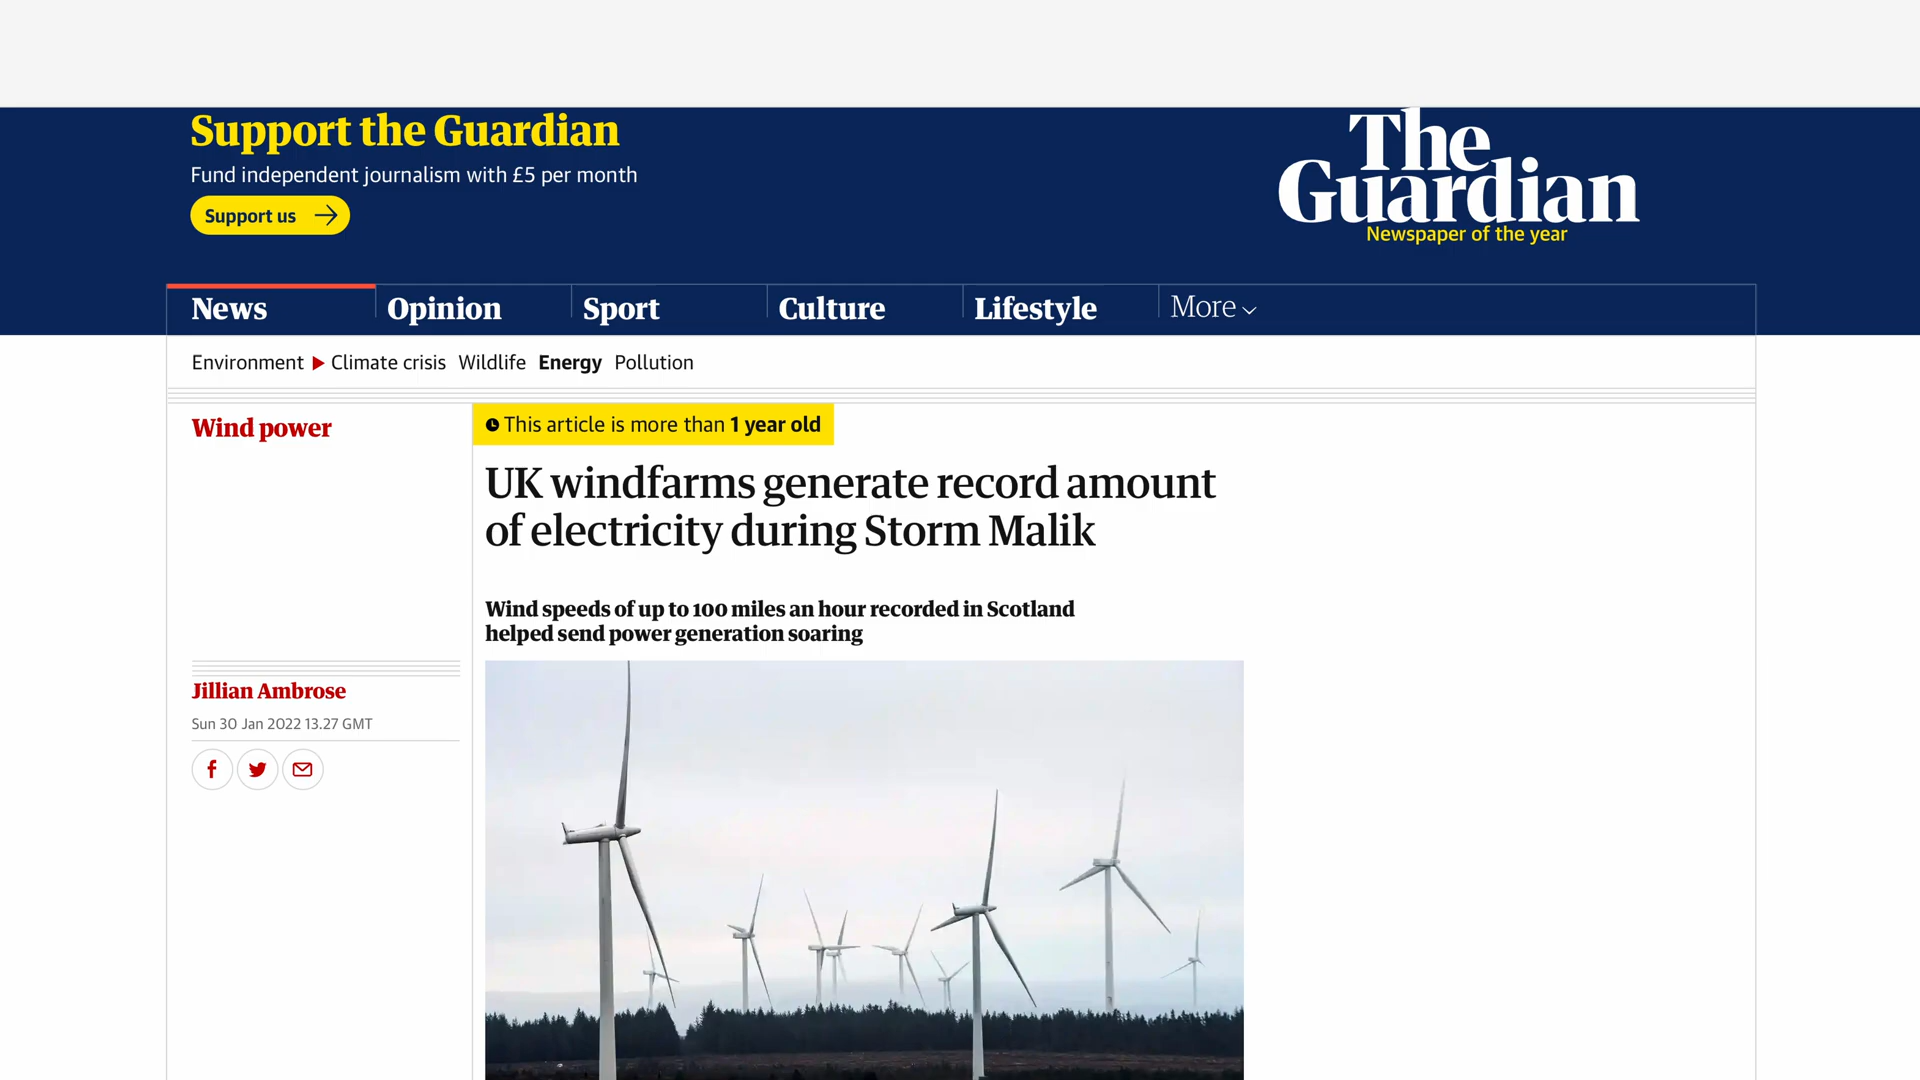 Support the Guardian
Fund independent journalism with £5 per month
Support us
The
Guardian
Newspaper of the year
News
Opinion
Sport
Culture
Lifestyle
More
Environment Climate crisis Wildlife Energy Pollution
Wind power
This article is more than 1 year old
UK windfarms generate record amount
of electricity during Storm Malik
Wind speeds of up to 100 miles an hour recorded in Scotland
helped send power generation soaring
Jillian Ambrose
Sun 30 Jan 2022 13.27 GMT